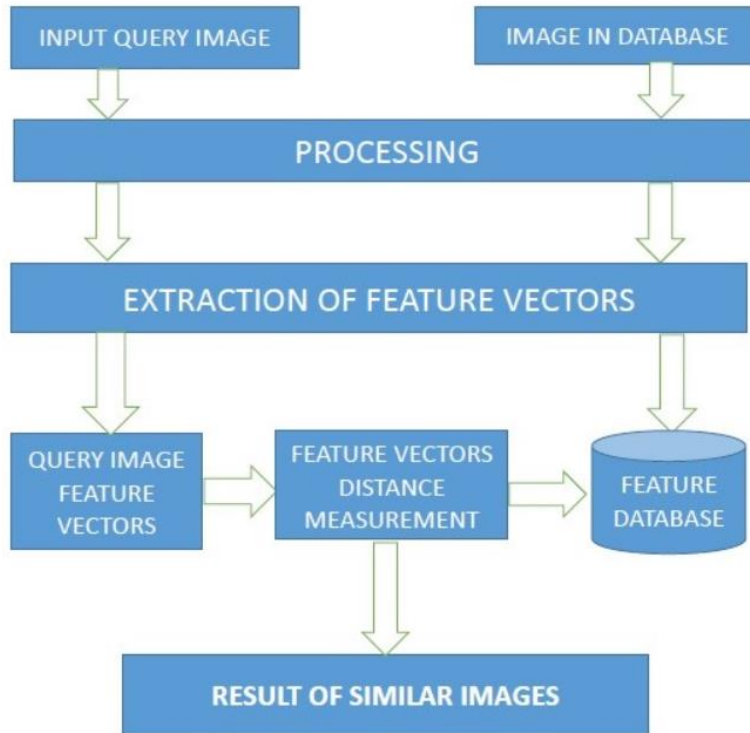 INPUT QUERY IMAGE
IMAGE IN DATABASE
PROCESSING
EXTRACTION OF FEATURE VECTORS
QUERY IMAGE
FEATURE
VECTORS
FEATURE VECTORS
DISTANCE
MEASUREMENT
FEATURE
DATABASE
RESULT OF SIMILAR IMAGES